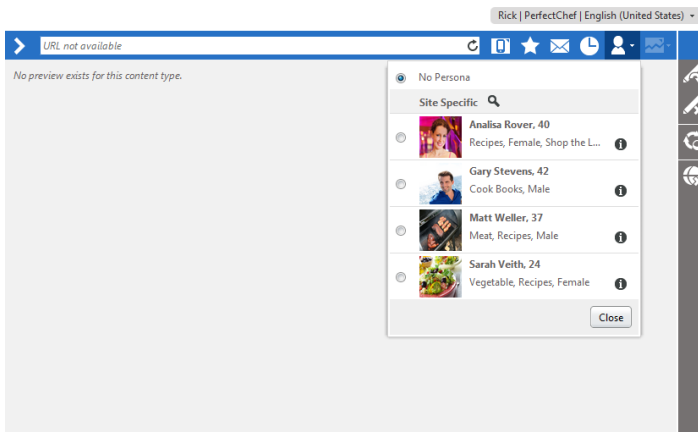 Rick | PerfectChef | English (United States)
URL not available
No preview exists for this content type.
No Persona
Site Specific
Analisa Rover, 40
Recipes, Female, Shop the L...
Gary Stevens, 42
Cook Books, Male
Matt Weller, 37
Meat, Recipes, Male
Sarah Veith, 24
Vegetable, Recipes, Female
Close